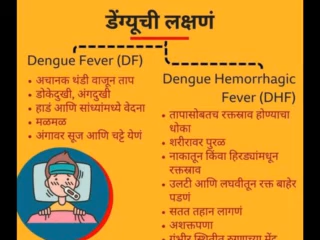 डेंग्यूची लक्षणं
Dengue Fever (DF)
• अचानक थंडी वाजून ताप
• डोकेदुखी, अंगदुखी
• हाडं आणि सांध्यांमध्ये वेदना
• मळमळ
• अंगावर सूज आणि चट्टे येणं
Dengue Hemorrhagic
Fever (DHF)
• तापासोबतच रक्तस्राव होण्याचा
धोका
• शरीरावर पुरळ
• नाकातून किंवा हिरड्यांमधून
रक्तस्राव
• उलटी आणि लघवीतून रक्त बाहेर
पडणं
• सतत तहान लागणं
• अशक्तपणा
• गंभीर स्थितीत